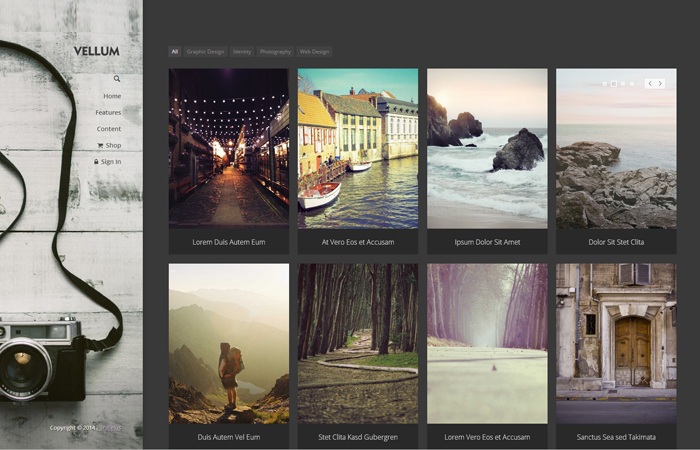 VELLUM
Home
Features
Content
Shop
Sign In
Copyright © 2014
All
Graphic Design
Identity
Photography
Web Design
Lorem Duis Autem Eum
At Vero Eos et Accusam
Ipsum Dolor Sit Amet
Dolor Sit Stet Clita
Duis Autem Vel Eum
Stet Clita Kasd Gubergren
Lorem Vero Eos et Accusam
Sanctus Sea sed Takimata